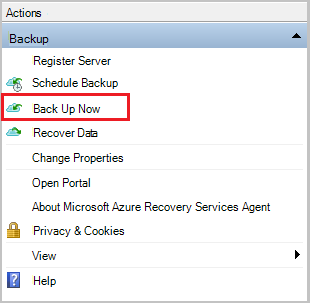 Actions
Backup
Register Server
Schedule Backup
Back Up Now
Recover Data
Change Properties
Open Portal
About Microsoft Azure Recovery Services Agent
Privacy & Cookies
View
Help